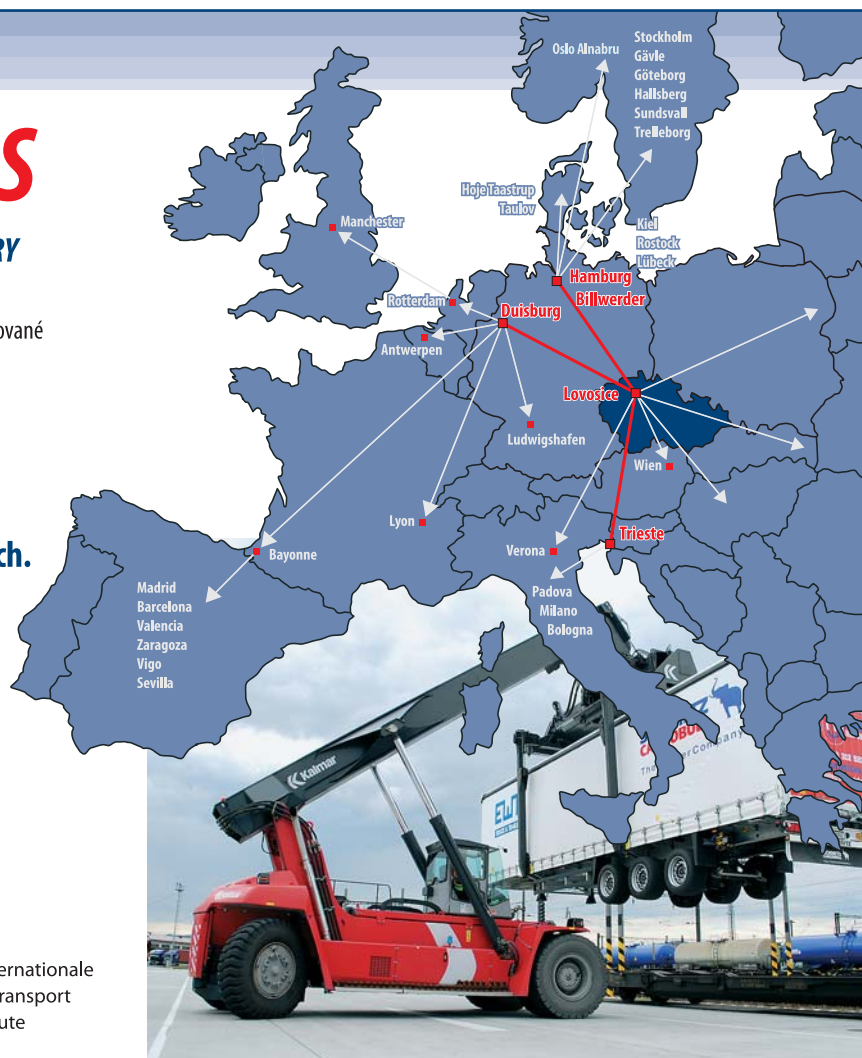 Oslo Alnabru
Stockholm
Gävle
Göteborg
Hallsberg
Sundsvall
Trelleborg
S
Hoje Taastrup
Taulov
Manchester
Kiel
Rostock
Lübeck
RY
Hamburg
Billwerder
Rotterdam
Duisburg
ované
Antwerpen
Lovosice
Ludwigshafen
Wien
Lyon
Trieste
Verona
ch.
Bayonne
Madrid
Barcelona
Valencia
Zaragoza
Vigo
Sevilla
Padova
Milano
Bologna
Kalmar
EWT
ernationale
ransport
ute